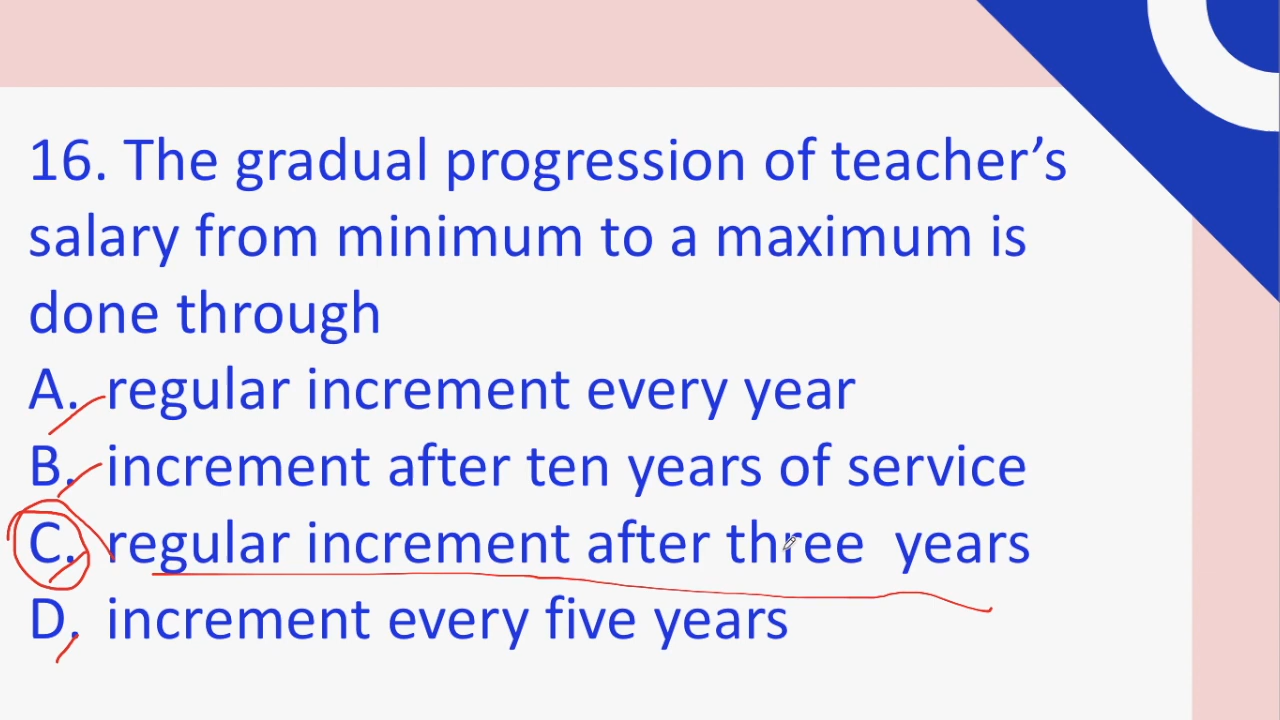 16. The gradual progression of teacher’s
salary from minimum to a maximum is
done through
A. regular increment every year
B. increment after ten years of service
C. regular increment after three years
D. increment every five years